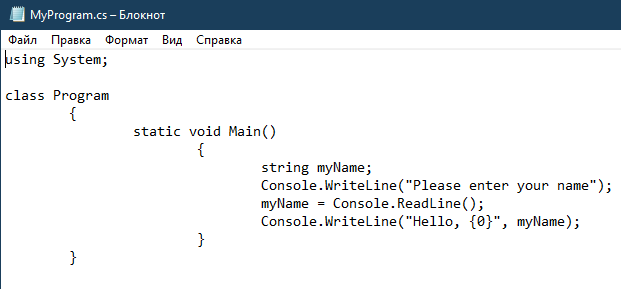 MyProgram.cs – Блокнот
Файл Правка Формат Вид Справка
using System;

class Program
        {
                static void Main()
                        {
                                string myName;
                                Console.WriteLine("Please enter your name");
                                myName = Console.ReadLine();
                                Console.WriteLine("Hello, {0}", myName);
                        }
        }